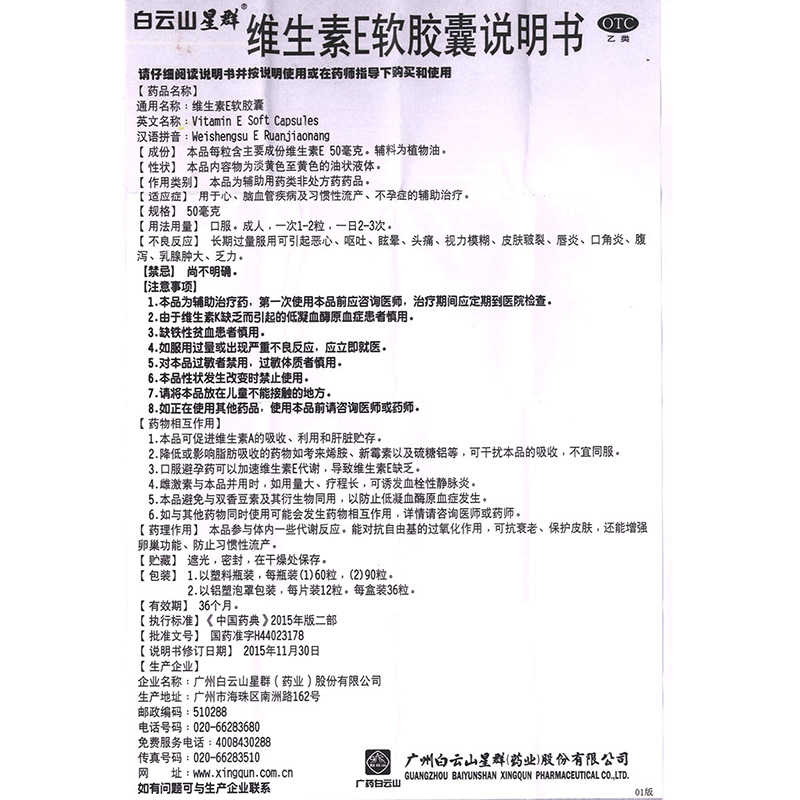 白云山 星群® 维生素E软胶囊说明书 OTC
乙类
请仔细阅读说明书并按说明使用或在药师指导下购买和使用
【药品名称】
通用名称：维生素E软胶囊
英文名称：Vitamin E Soft Capsules
汉语拼音：Weishengsu E Ruanjiaonang
【成份】 本品每粒含主要成份维生素E 50毫克。辅料为植物油。
【性状】 本品内容物为淡黄色至黄色的油状液体。
【作用类别】 本品为辅助用药类非处方药药品。
【适应症】 用于心、脑血管疾病及习惯性流产、不孕症的辅助治疗。
【规格】 50毫克
【用法用量】 口服。成人，一次1-2粒，一日2-3次。
【不良反应】 长期过量服用可引起恶心、呕吐、眩晕、头痛、视力模糊、皮肤皲裂、唇炎、口角炎、腹
泻、乳腺肿大、乏力。
【禁忌】 尚不明确。
【注意事项】
1.本品为辅助治疗药，第一次使用本品前应咨询医师，治疗期间应定期到医院检查。
2.由于维生素K缺乏而引起的低凝血酶原血症患者慎用。
3.缺铁性贫血患者慎用。
4.如服用过量或出现严重不良反应，应立即就医。
5.对本品过敏者禁用，过敏体质者慎用。
6.本品性状发生改变时禁止使用。
7.请将本品放在儿童不能接触的地方。
8.如正在使用其他药品，使用本品前请咨询医师或药师。
【药物相互作用】
1.本品可促进维生素A的吸收、利用和肝脏贮存。
2.降低或影响脂肪吸收的药物如考来烯胺、新霉素以及硫糖铝等，可干扰本品的吸收，不宜同服。
3.口服避孕药可以加速维生素E代谢，导致维生素E缺乏。
4.雌激素与本品并用时，如用量大、疗程长，可诱发血栓性静脉炎。
5.本品避免与双香豆素及其衍生物同用，以防止低凝血酶原血症发生。
6.如与其他药物同时使用可能会发生药物相互作用，详情请咨询医师或药师。
【药理作用】 本品参与体内一些代谢反应。能对抗自由基的过氧化作用，可抗衰老、保护皮肤，还能增强
卵巢功能、防止习惯性流产。
【贮藏】 遮光，密封，在干燥处保存。
【包装】 1.以塑料瓶装，每瓶装(1)60粒，(2)90粒。
2.以铝塑泡罩包装，每片装12粒。每盒装36粒。
【有效期】 36个月。
【执行标准】《中国药典》2015年版二部
【批准文号】 国药准字H44023178
【说明书修订日期】 2015年11月30日
【生产企业】
企业名称：广州白云山星群（药业）股份有限公司
生产地址：广州市海珠区南洲路162号
邮政编码：510288
电话号码：020-66283680
免费服务电话：4008430288
传真号码：020-66283510
网 址：www.xingqun.com.cn
如有问题可与生产企业联系
广药白云山
广州白云山星群(药业)股份有限公司
GUANGZHOU BAIYUNSHAN XINGQUN PHARMACEUTICAL CO.,LTD.
01版